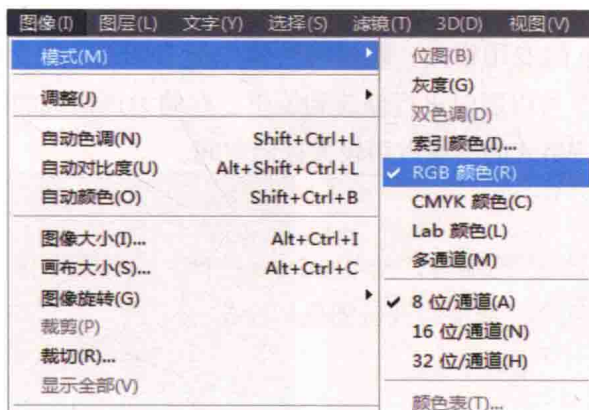 图像(I) 图层(L) 文字(Y) 选择(S) 滤镜(T) 3D(D) 视图(V)
模式(M)
调整(J)
自动色调(N) Shift+Ctrl+L
自动对比度(U) Alt+Shift+Ctrl+L
自动颜色(O) Shift+Ctrl+B
图像大小(I)... Alt+Ctrl+I
画布大小(S)... Alt+Ctrl+C
图像旋转(G)
裁剪(P)
裁切(R)...
显示全部(V)
位图(B)
灰度(G)
双色调(D)
索引颜色(I)...
✓ RGB 颜色(R)
CMYK 颜色(C)
Lab 颜色(L)
多通道(M)
✓ 8 位/通道(A)
16 位/通道(N)
32 位/通道(H)
颜色表(T)...